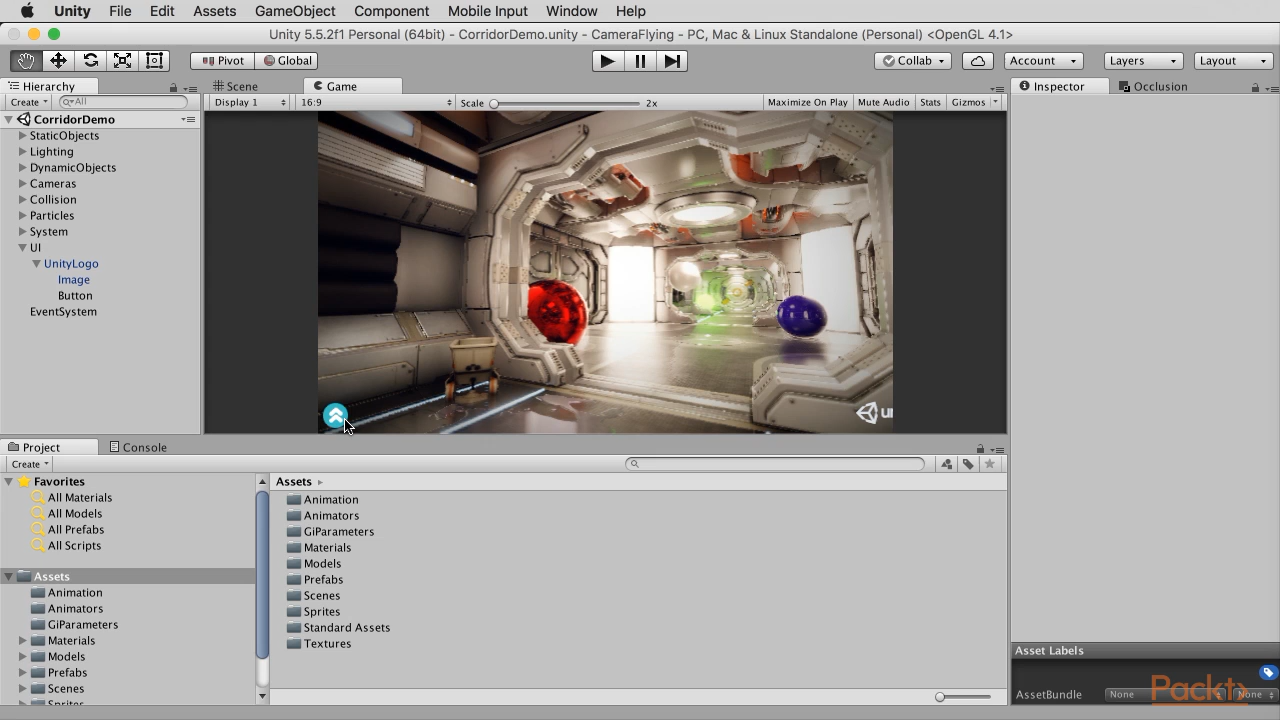 Unity File Edit Assets GameObject Component Mobile Input Window Help
Unity 5.5.2f1 Personal (64bit) - CorridorDemo.unity - CameraFlying - PC, Mac & Linux Standalone (Personal) <OpenGL 4.1>
Pivot Global Collab Account Layers Layout
Hierarchy Scene Game Inspector Occlusion
Create All Display 1 16:9 Scale 2x Maximize On Play Mute Audio Stats Gizmos
CorridorDemo
StaticObjects
Lighting
DynamicObjects
Cameras
Collision
Particles
System
UI
UnityLogo
Image
Button
EventSystem
un
Project Console
Create
Favorites
All Materials
All Models
All Prefabs
All Scripts
Assets
Animation
Animators
GiParameters
Materials
Models
Prefabs
Scenes
Sprites
Assets
Animation
Animators
GiParameters
Materials
Models
Prefabs
Scenes
Sprites
Standard Assets
Textures
Asset Labels
AssetBundle None None
Packt